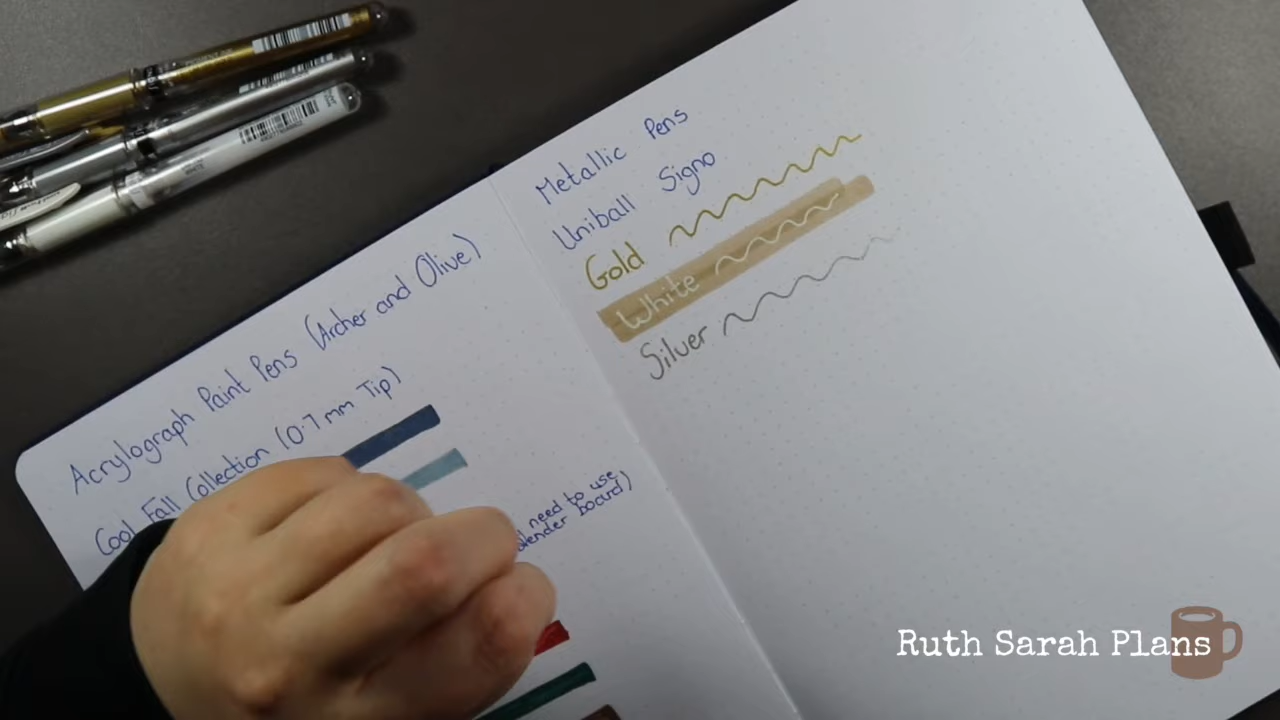 Acrylograph Paint Pens (Archer and Olive)
Cool Fall Collection (0.7mm Tip)
need to use
blender board)
Metallic Pens
Uniball Signo
Gold
White
Silver
Ruth Sarah Plans